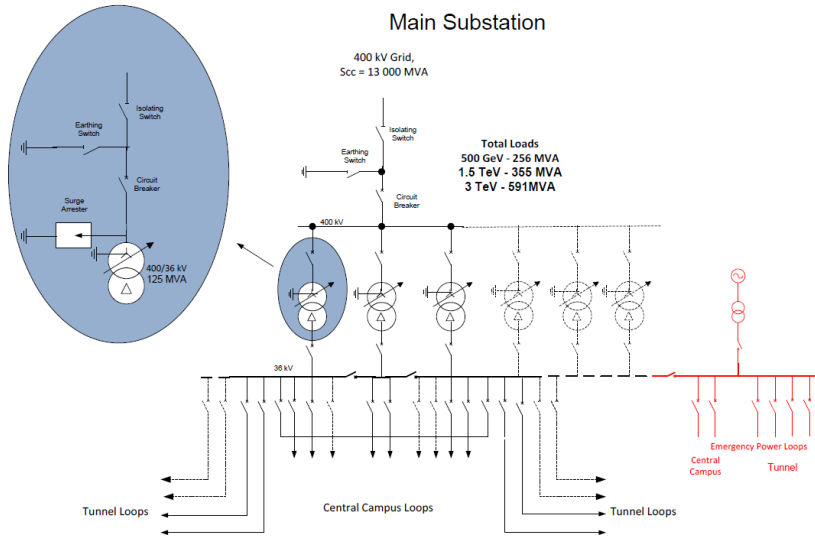 Main Substation
400 kV Grid,
Scc = 13 000 MVA
Isolating
Switch
Earthing
Switch
Circuit
Breaker
Surge
Arrester
400/36 kV
125 MVA
Isolating
Switch
Earthing
Switch
Circuit
Breaker
Total Loads
500 GeV - 256 MVA
1.5 TeV - 355 MVA
3 TeV - 591MVA
400 kV
36 kV
Emergency Power Loops
Central
Campus
Tunnel
Tunnel Loops
Central Campus Loops
Tunnel Loops